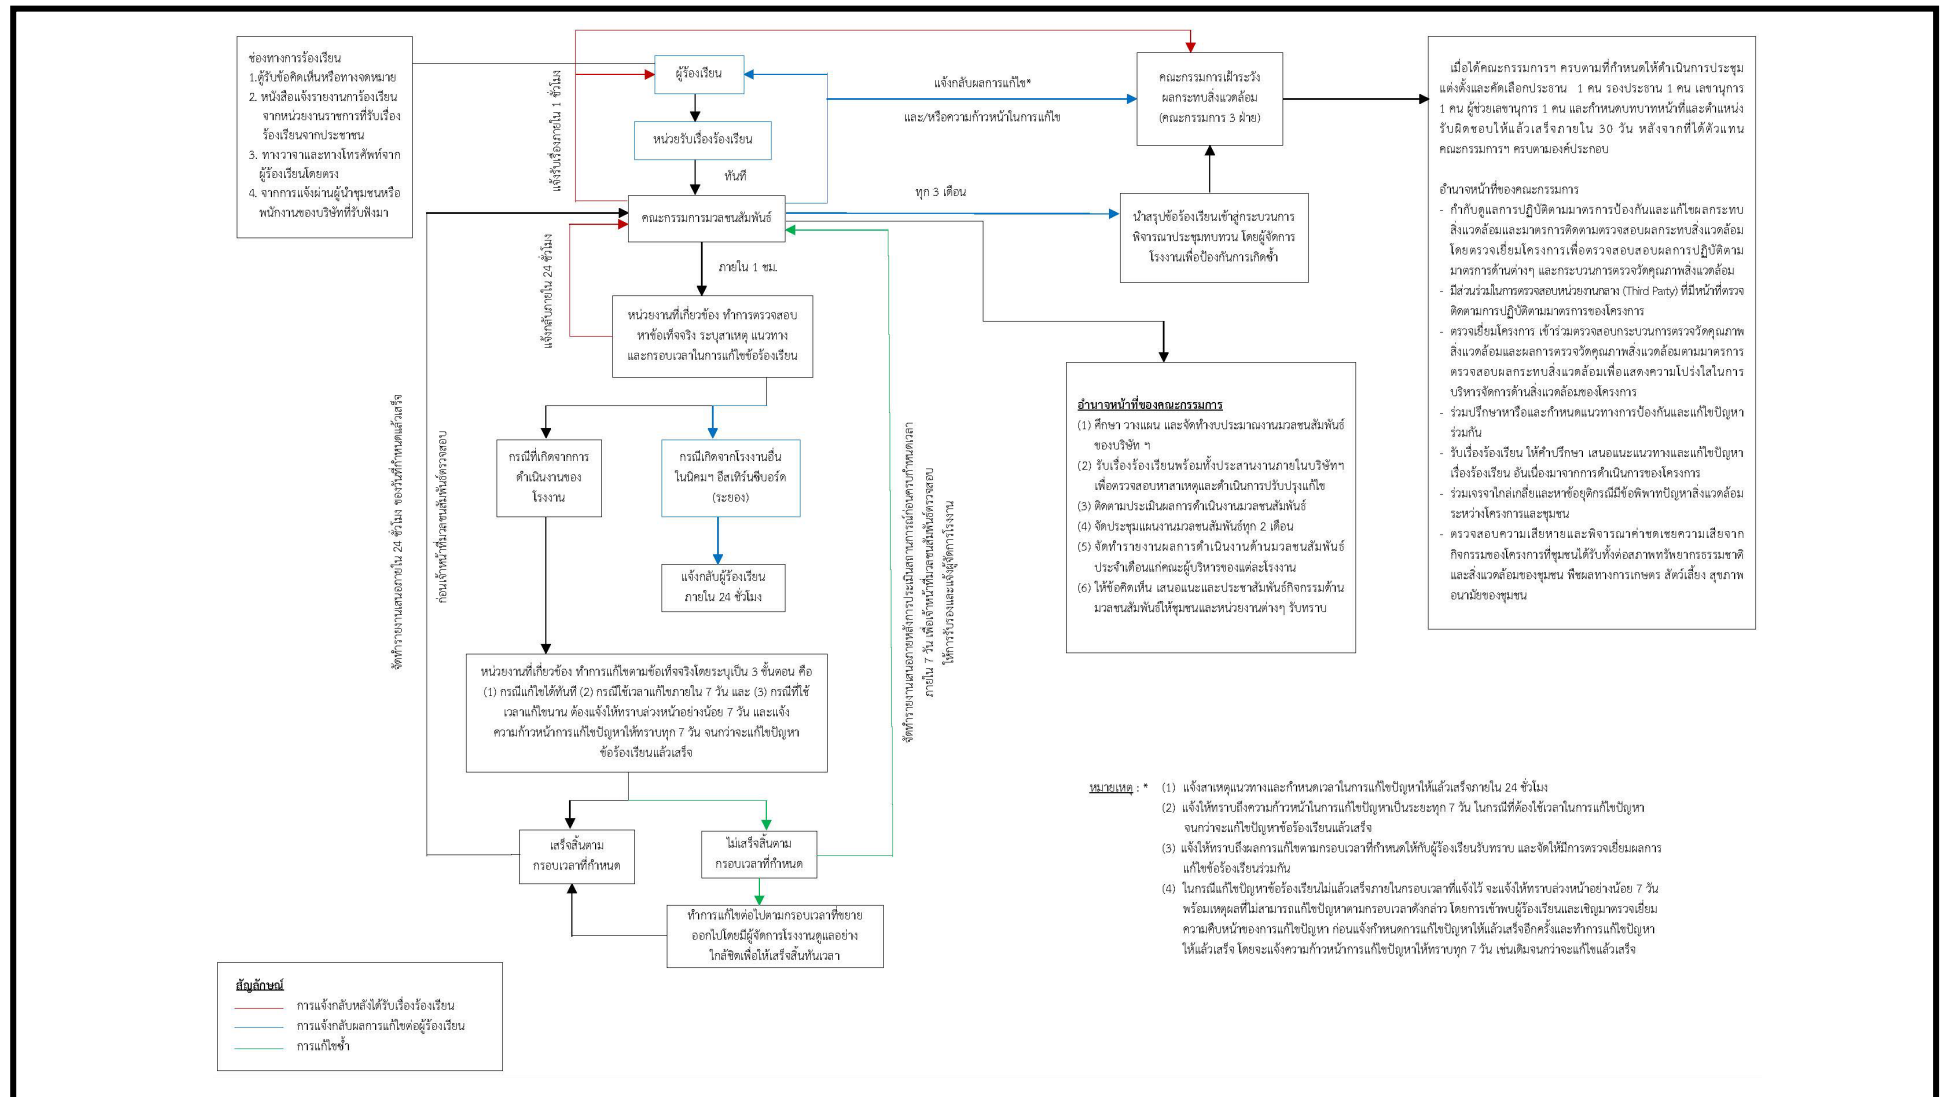 ช่องทางการร้องเรียน
1.ตู้รับข้อคิดเห็นหรือทางจดหมาย
2. หนังสือแจ้งรายงานการร้องเรียน
จากหน่วยงานราชการที่รับเรื่อง
ร้องเรียนจากประชาชน
3. ทางวาจาและทางโทรศัพท์จาก
ผู้ร้องเรียนโดยตรง
4. จากการแจ้งผ่านผู้นำชุมชนหรือ
พนักงานของบริษัทที่รับฟังมา
แจ้งรับเรื่องภายใน 1 ชั่วโมง
ผู้ร้องเรียน
หน่วยรับเรื่องร้องเรียน
ทันที
คณะกรรมการมวลชนสัมพันธ์
ภายใน 1 ชม.
แจ้งกลับภายใน 24 ชั่วโมง
หน่วยงานที่เกี่ยวข้อง ทำการตรวจสอบ
หาข้อเท็จจริง ระบุสาเหตุ แนวทาง
และกรอบเวลาในการแก้ไขข้อร้องเรียน
แจ้งกลับผลการแก้ไข*
และ/หรือความก้าวหน้าในการแก้ไข
ทุก 3 เดือน
คณะกรรมการเฝ้าระวัง
ผลกระทบสิ่งแวดล้อม
(คณะกรรมการ 3 ฝ่าย)
นำสรุปข้อร้องเรียนเข้าสู่กระบวนการ
พิจารณาประชุมทบทวน โดยผู้จัดการ
โรงงานเพื่อป้องกันการเกิดซ้ำ
เมื่อได้คณะกรรมการฯ ครบตามที่กำหนดให้ดำเนินการประชุม
แต่งตั้งและคัดเลือกประธาน 1 คน รองประธาน 1 คน เลขานุการ
1 คน ผู้ช่วยเลขานุการ 1 คน และกำหนดบทบาทหน้าที่และตำแหน่ง
รับผิดชอบให้แล้วเสร็จภายใน 30 วัน หลังจากที่ได้ตัวแทน
คณะกรรมการฯ ครบตามองค์ประกอบ
อำนาจหน้าที่ของคณะกรรมการ
- กำกับดูแลการปฏิบัติตามมาตรการป้องกันและแก้ไขผลกระทบ
สิ่งแวดล้อมและมาตรการติดตามตรวจสอบผลกระทบสิ่งแวดล้อม
โดยตรวจเยี่ยมโครงการเพื่อตรวจสอบสอบผลการปฏิบัติตาม
มาตรการด้านต่างๆ และกระบวนการตรวจวัดคุณภาพสิ่งแวดล้อม
- มีส่วนร่วมในการตรวจสอบหน่วยงานกลาง (Third Party) ที่มีหน้าที่ตรวจ
ติดตามการปฏิบัติตามมาตรการของโครงการ
- ตรวจเยี่ยมโครงการ เข้าร่วมตรวจสอบกระบวนการตรวจวัดคุณภาพ
สิ่งแวดล้อมและผลการตรวจวัดคุณภาพสิ่งแวดล้อมตามมาตรการ
ตรวจสอบผลกระทบสิ่งแวดล้อมเพื่อแสดงความโปร่งใสในการ
บริหารจัดการด้านสิ่งแวดล้อมของโครงการ
- ร่วมปรึกษาหารือและกำหนดแนวทางการป้องกันและแก้ไขปัญหา
ร่วมกัน
- รับเรื่องร้องเรียน ให้คำปรึกษา เสนอแนะแนวทางและแก้ไขปัญหา
เรื่องร้องเรียน อันเนื่องมาจากการดำเนินการของโครงการ
- ร่วมเจรจาไกล่เกลี่ยและหาข้อยุติกรณีมีข้อพิพาทปัญหาสิ่งแวดล้อม
ระหว่างโครงการและชุมชน
- ตรวจสอบความเสียหายและพิจารณาค่าชดเชยความเสียจาก
กิจกรรมของโครงการที่ชุมชนได้รับทั้งต่อสภาพทรัพยากรธรรมชาติ
และสิ่งแวดล้อมของชุมชน พืชผลทางการเกษตร สัตว์เลี้ยง สุขภาพ
อนามัยของชุมชน
อำนาจหน้าที่ของคณะกรรมการ
(1) ศึกษา วางแผน และจัดทำงบประมาณงานมวลชนสัมพันธ์
ของบริษัท ฯ
(2) รับเรื่องร้องเรียนพร้อมทั้งประสานงานภายในบริษัทฯ
เพื่อตรวจสอบหาสาเหตุและดำเนินการปรับปรุงแก้ไข
(3) ติดตามประเมินผลการดำเนินงานมวลชนสัมพันธ์
(4) จัดประชุมแผนงานมวลชนสัมพันธ์ทุก 2 เดือน
(5) จัดทำรายงานผลการดำเนินงานด้านมวลชนสัมพันธ์
ประจำเดือนแก่คณะผู้บริหารของแต่ละโรงงาน
(6) ให้ข้อคิดเห็น เสนอแนะและประชาสัมพันธ์กิจกรรมด้าน
มวลชนสัมพันธ์ให้ชุมชนและหน่วยงานต่างๆ รับทราบ
จัดทำรายงานเสนอภายใน 24 ชั่วโมง ของวันที่กำหนดแล้วเสร็จ
ก่อนเจ้าหน้าที่มวลชนสัมพันธ์ตรวจสอบ
กรณีที่เกิดจากการ
ดำเนินงานของ
โรงงาน
กรณีเกิดจากโรงงานอื่น
ในนิคมฯ อีสเทิร์นซีบอร์ด
(ระยอง)
แจ้งกลับผู้ร้องเรียน
ภายใน 24 ชั่วโมง
จัดทำรายงานเสนอภายหลังการประเมินสถานการณ์ก่อนครบกำหนดเวลา
ภายใน 7 วัน เพื่อเจ้าหน้าที่มวลชนสัมพันธ์ตรวจสอบ
ให้การรับรองและแจ้งผู้จัดการโรงงาน
หน่วยงานที่เกี่ยวข้อง ทำการแก้ไขตามข้อเท็จจริงโดยระบุเป็น 3 ขั้นตอน คือ
(1) กรณีแก้ไขได้ทันที (2) กรณีใช้เวลาแก้ไขภายใน 7 วัน และ (3) กรณีที่ใช้
เวลาแก้ไขนาน ต้องแจ้งให้ทราบล่วงหน้าอย่างน้อย 7 วัน และแจ้ง
ความก้าวหน้าการแก้ไขปัญหาให้ทราบทุก 7 วัน จนกว่าจะแก้ไขปัญหา
ข้อร้องเรียนแล้วเสร็จ
เสร็จสิ้นตาม
กรอบเวลาที่กำหนด
ไม่เสร็จสิ้นตาม
กรอบเวลาที่กำหนด
ทำการแก้ไขต่อไปตามกรอบเวลาที่ขยาย
ออกไปโดยมีผู้จัดการโรงงานดูแลอย่าง
ใกล้ชิดเพื่อให้เสร็จสิ้นทันเวลา
หมายเหตุ : * (1) แจ้งสาเหตุแนวทางและกำหนดเวลาในการแก้ไขปัญหาให้แล้วเสร็จภายใน 24 ชั่วโมง
(2) แจ้งให้ทราบถึงความก้าวหน้าในการแก้ไขปัญหาเป็นระยะทุก 7 วัน ในกรณีที่ต้องใช้เวลาในการแก้ไขปัญหา
จนกว่าจะแก้ไขปัญหาข้อร้องเรียนแล้วเสร็จ
(3) แจ้งให้ทราบถึงผลการแก้ไขตามกรอบเวลาที่กำหนดให้กับผู้ร้องเรียนรับทราบ และจัดให้มีการตรวจเยี่ยมผลการ
แก้ไขข้อร้องเรียนร่วมกัน
(4) ในกรณีแก้ไขปัญหาข้อร้องเรียนไม่แล้วเสร็จภายในกรอบเวลาที่แจ้งไว้ จะแจ้งให้ทราบล่วงหน้าอย่างน้อย 7 วัน
พร้อมเหตุผลที่ไม่สามารถแก้ไขปัญหาตามกรอบเวลาดังกล่าว โดยการเข้าพบผู้ร้องเรียนและเชิญมาตรวจเยี่ยม
ความคืบหน้าของการแก้ไขปัญหา ก่อนแจ้งกำหนดการแก้ไขปัญหาให้แล้วเสร็จอีกครั้งและทำการแก้ไขปัญหา
ให้แล้วเสร็จ โดยจะแจ้งความก้าวหน้าการแก้ไขปัญหาให้ทราบทุก 7 วัน เช่นเดิมจนกว่าจะแก้ไขแล้วเสร็จ
สัญลักษณ์
การแจ้งกลับหลังได้รับเรื่องร้องเรียน
การแจ้งกลับผลการแก้ไขต่อผู้ร้องเรียน
การแก้ไขซ้ำ